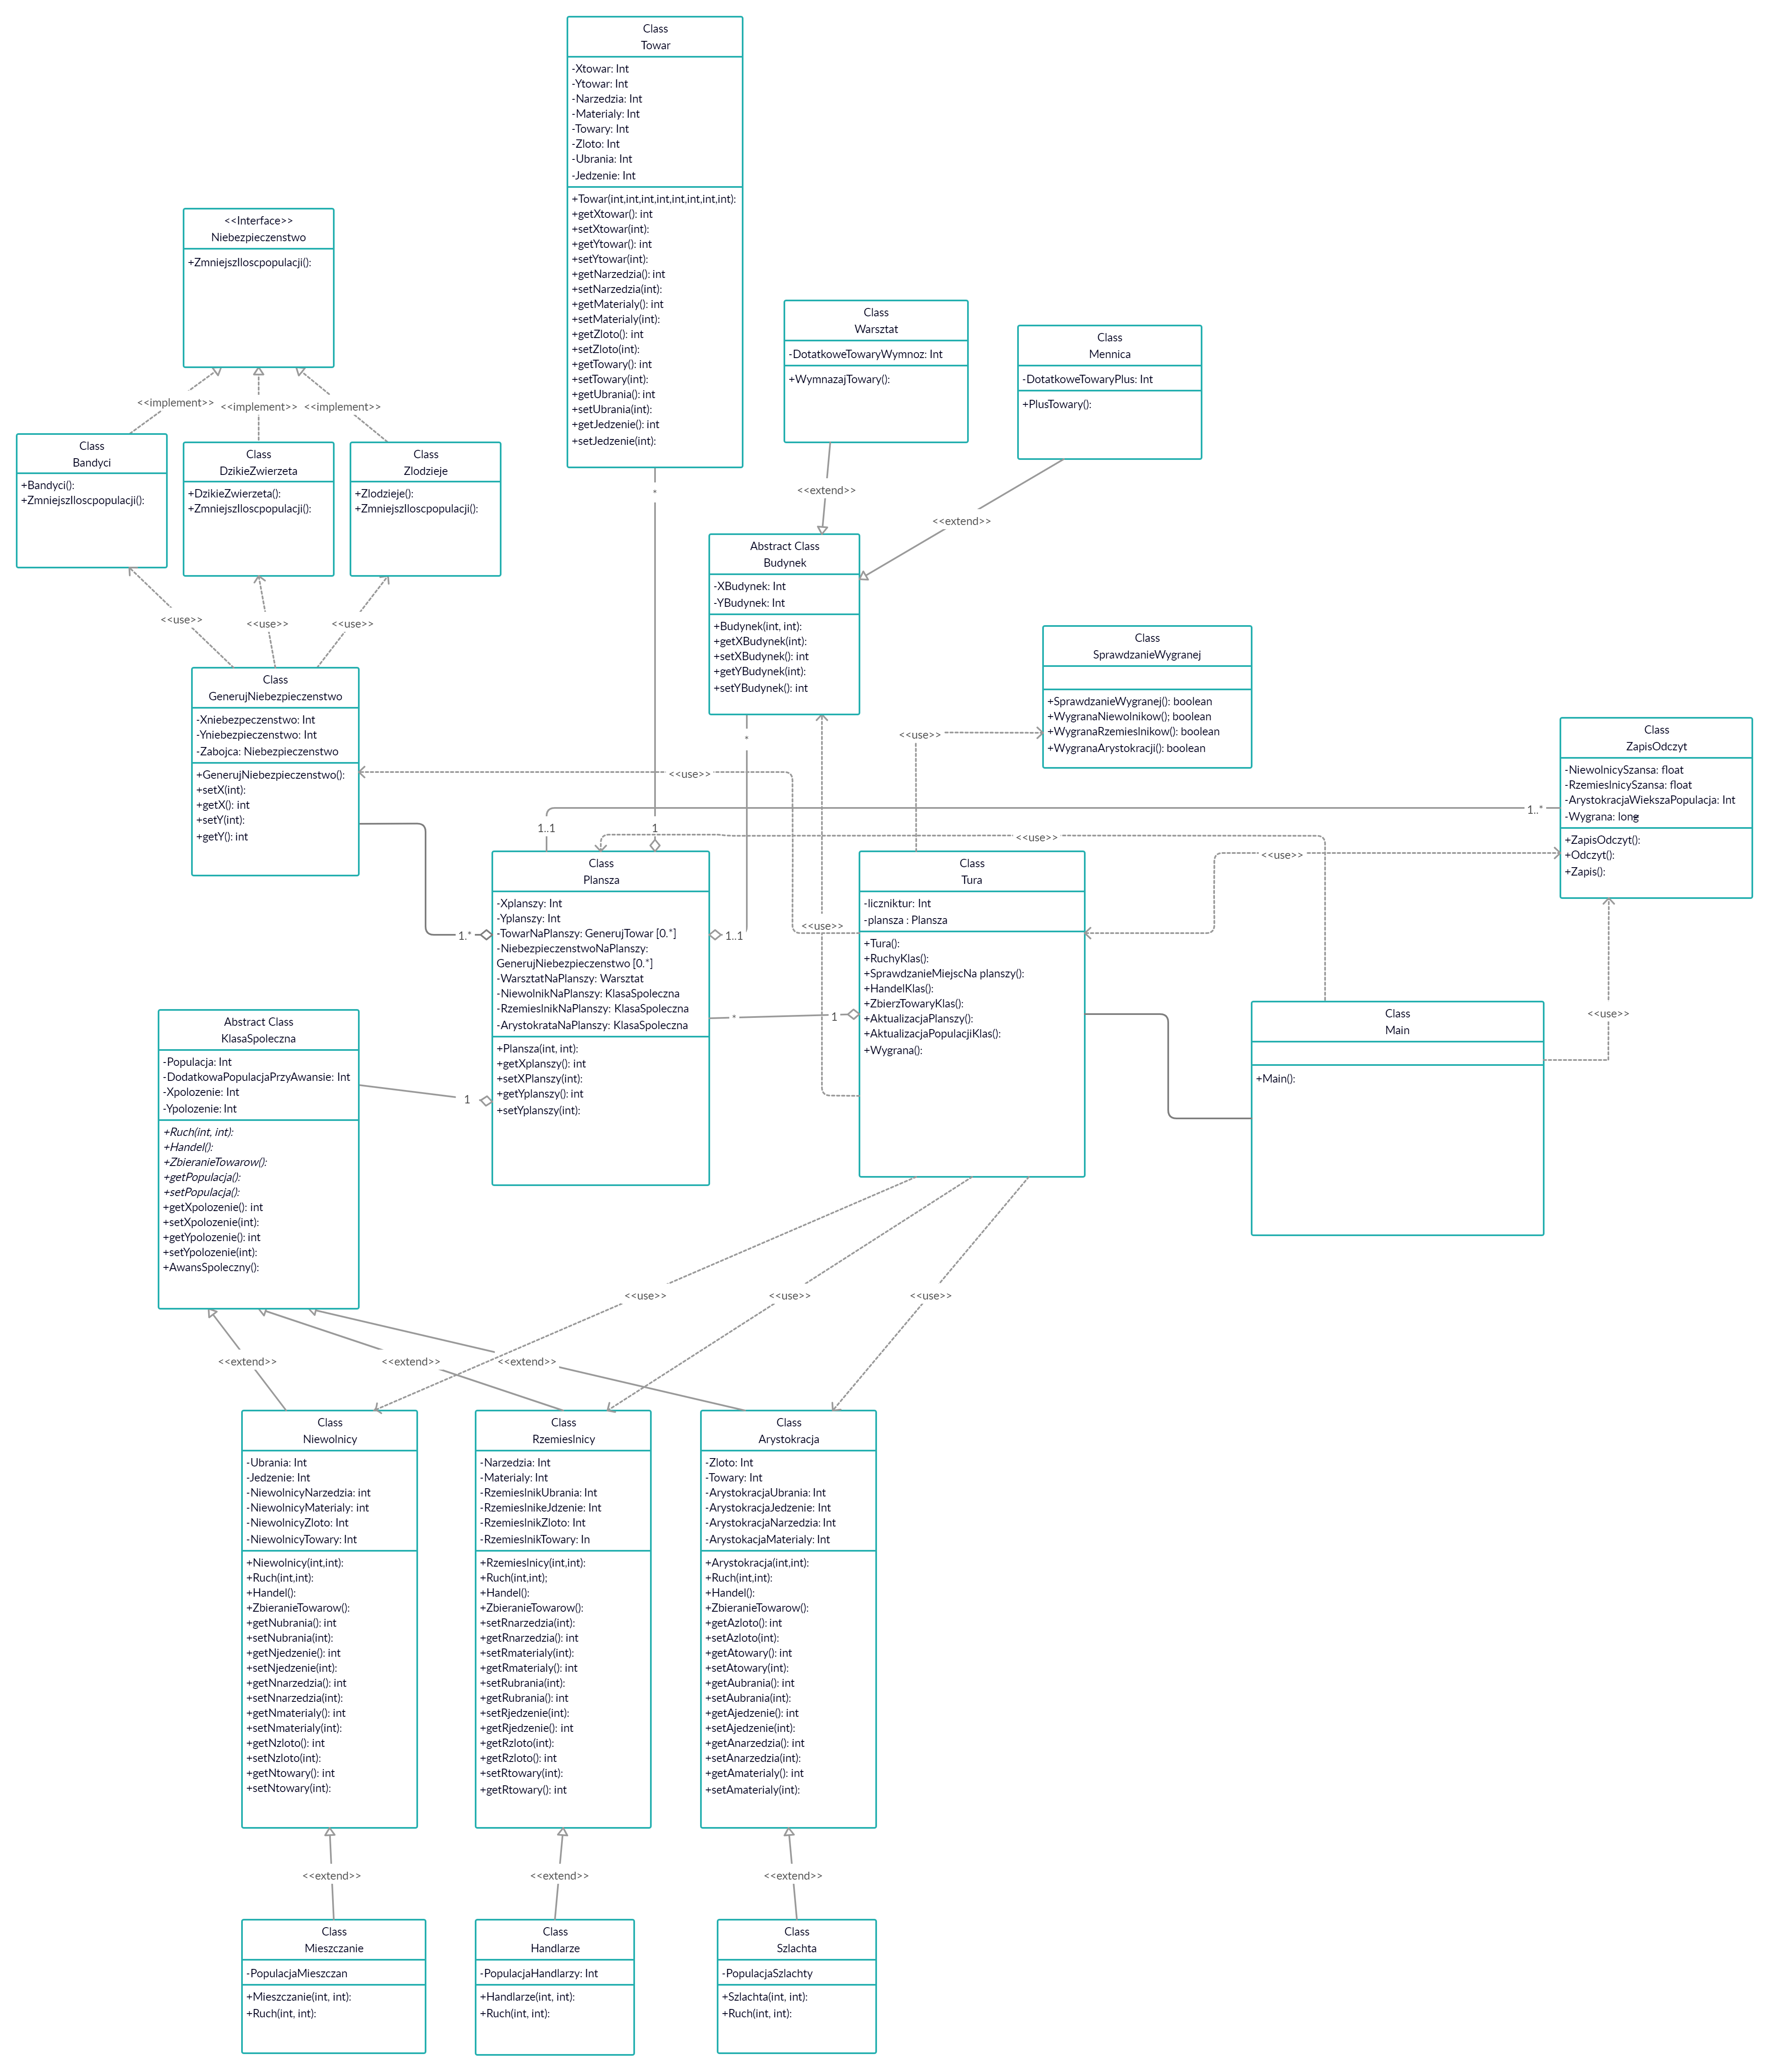 Class
Towar
-Xtowar: Int
-Ytowar: Int
-Narzedzia: Int
-Materialy: Int
-Towary: Int
-Zloto: Int
-Ubrania: Int
-Jedzenie: Int
+Towar(int,int,int,int,int,int,int,int):
+getXtowar(): int
+setXtowar(int):
+getYtowar(): int
+setYtowar(int):
+getNarzedzia(): int
+setNarzedzia(int):
+getMaterialy(): int
+setMaterialy(int):
+getZloto(): int
+setZloto(int):
+getTowary(): int
+setTowary(int):
+getUbrania(): int
+setUbrania(int):
+getJedzenie(): int
+setJedzenie(int):
<<Interface>>
Niebezpieczenstwo
+ZmniejszIloscpopulacji():
Class
Warsztat
-DotatkoweTowaryWymnoz: Int
+WymnazajTowary():
Class
Mennica
-DotatkoweTowaryPlus: Int
+PlusTowary():
<<implement>>
<<implement>>
<<implement>>
Class
Bandyci
+Bandyci():
+ZmniejszIloscpopulacji():
Class
DzikieZwierzeta
+DzikieZwierzeta():
+ZmniejszIloscpopulacji():
Class
Zlodzieje
+Zlodzieje():
+ZmniejszIloscpopulacji():
*
<<extend>>
<<extend>>
Abstract Class
Budynek
-XBudynek: Int
-YBudynek: Int
+Budynek(int, int):
+getXBudynek(int):
+setXBudynek(): int
+getYBudynek(int):
+setYBudynek(): int
<<use>>
<<use>>
<<use>>
Class
SprawdzanieWygranej
+SprawdzanieWygranej(): boolean
+WygranaNiewolnikow(); boolean
+WygranaRzemieslnikow(): boolean
+WygranaArystokracji(): boolean
Class
GenerujNiebezpieczenstwo
-Xniebezpeczenstwo: Int
-Yniebezpieczenstwo: Int
-Zabojca: Niebezpieczenstwo
+GenerujNiebezpieczenstwo():
+setX(int):
+getX(): int
+setY(int):
+getY(): int
*
<<use>>
<<use>>
Class
ZapisOdczyt
-NiewolnicySzansa: float
-RzemieslnicySzansa: float
-ArystokracjaWiekszaPopulacja: Int
-Wygrana: long
+ZapisOdczyt():
+Odczyt():
+Zapis():
1..1
1
1..*
<<use>>
<<use>>
Class
Plansza
-Xplanszy: Int
-Yplanszy: Int
-TowarNaPlanszy: GenerujTowar [0.*]
-NiebezpieczenstwoNaPlanszy:
GenerujNiebezpieczenstwo [0.*]
-WarsztatNaPlanszy: Warsztat
-NiewolnikNaPlanszy: KlasaSpoleczna
-RzemieslnikNaPlanszy: KlasaSpoleczna
-ArystokrataNaPlanszy: KlasaSpoleczna
+Plansza(int, int):
+getXplanszy(): int
+setXPlanszy(int):
+getYplanszy(): int
+setYplanszy(int):
1.*
1..1
<<use>>
Class
Tura
-liczniktur: Int
-plansza : Plansza
+Tura():
+RuchyKlas():
+SprawdzanieMiejscNa planszy():
+HandelKlas():
+ZbierzTowaryKlas():
+AktualizacjaPlanszy():
+AktualizacjaPopulacjiKlas():
+Wygrana():
*
1
Class
Main
+Main():
<<use>>
Abstract Class
KlasaSpoleczna
-Populacja: Int
-DodatkowaPopulacjaPrzyAwansie: Int
-Xpolozenie: Int
-Ypolozenie: Int
+Ruch(int, int):
+Handel():
+ZbieranieTowarow():
+getPopulacja():
+setPopulacja():
+getXpolozenie(): int
+setXpolozenie(int):
+getYpolozenie(): int
+setYpolozenie(int):
+AwansSpoleczny():
1
<<use>>
<<use>>
<<use>>
<<extend>>
<<extend>>
<<extend>>
Class
Niewolnicy
-Ubrania: Int
-Jedzenie: Int
-NiewolnicyNarzedzia: int
-NiewolnicyMaterialy: int
-NiewolnicyZloto: Int
-NiewolnicyTowary: Int
+Niewolnicy(int,int):
+Ruch(int,int):
+Handel():
+ZbieranieTowarow():
+getNubrania(): int
+setNubrania(int):
+getNjedzenie(): int
+setNjedzenie(int):
+getNnarzedzia(): int
+setNnarzedzia(int):
+getNmaterialy(): int
+setNmaterialy(int):
+getNzloto(): int
+setNzloto(int):
+getNtowary(): int
+setNtowary(int):
Class
Rzemieslnicy
-Narzedzia: Int
-Materialy: Int
-RzemieslnikUbrania: Int
-RzemieslnikeJdzenie: Int
-RzemieslnikZloto: Int
-RzemieslnikTowary: In
+Rzemieslnicy(int,int):
+Ruch(int,int);
+Handel():
+ZbieranieTowarow():
+setRnarzedzia(int):
+getRnarzedzia(): int
+setRmaterialy(int):
+getRmaterialy(): int
+setRubrania(int):
+getRubrania(): int
+setRjedzenie(int):
+getRjedzenie(): int
+getRzloto(int):
+getRzloto(): int
+setRtowary(int):
+getRtowary(): int
Class
Arystokracja
-Zloto: Int
-Towary: Int
-ArystokracjaUbrania: Int
-ArystokracjaJedzenie: Int
-ArystokracjaNarzedzia: Int
-ArystokacjaMaterialy: Int
+Arystokracja(int,int):
+Ruch(int,int):
+Handel():
+ZbieranieTowarow():
+getAzloto(): int
+setAzloto(int):
+getAtowary(): int
+setAtowary(int):
+getAubrania(): int
+setAubrania(int):
+getAjedzenie(): int
+setAjedzenie(int):
+getAnarzedzia(): int
+setAnarzedzia(int):
+getAmaterialy(): int
+setAmaterialy(int):
<<extend>>
<<extend>>
<<extend>>
Class
Mieszczanie
-PopulacjaMieszczan
+Mieszczanie(int, int):
+Ruch(int, int):
Class
Handlarze
-PopulacjaHandlarzy: Int
+Handlarze(int, int):
+Ruch(int, int):
Class
Szlachta
-PopulacjaSzlachty
+Szlachta(int, int):
+Ruch(int, int):